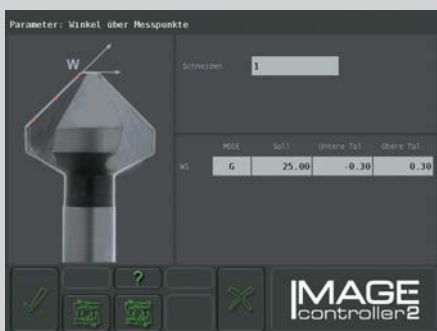 Parameter: Winkel über Messpunkte
W
Schneiden 1
MODE Soll Untere Tol Obere Tol
W1 G 25.00 -0.30 0.30
?
IMAGE
controller2